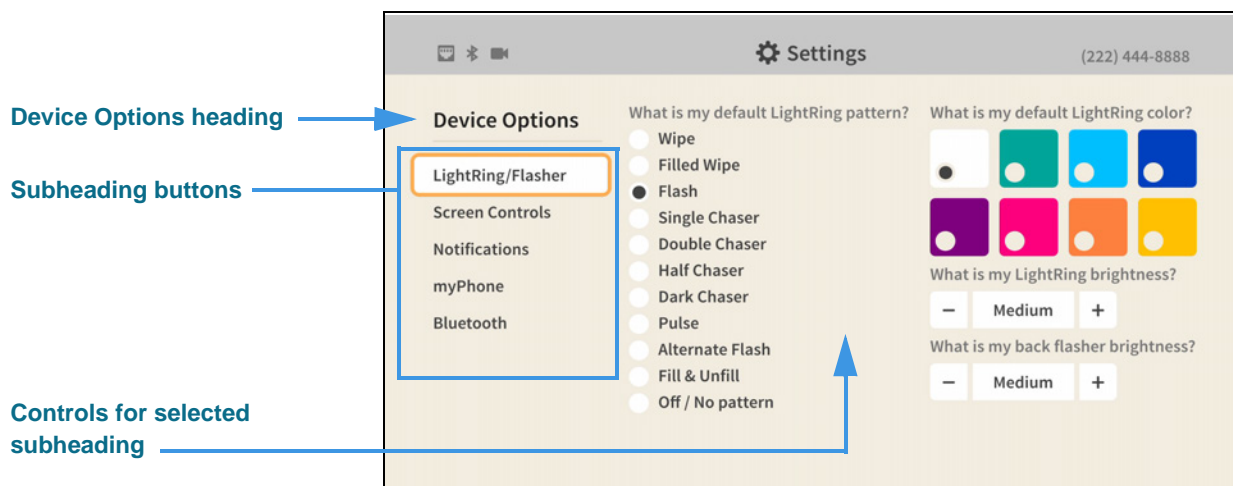 Settings
(222) 444-8888
Device Options heading
Device Options
Subheading buttons
LightRing/Flasher
Screen Controls
Notifications
myPhone
Bluetooth
What is my default LightRing pattern?
Wipe
Filled Wipe
Flash
Single Chaser
Double Chaser
Half Chaser
Dark Chaser
Pulse
Alternate Flash
Fill & Unfill
Off / No pattern
What is my default LightRing color?
What is my LightRing brightness?
− Medium +
What is my back flasher brightness?
− Medium +
Controls for selected
subheading